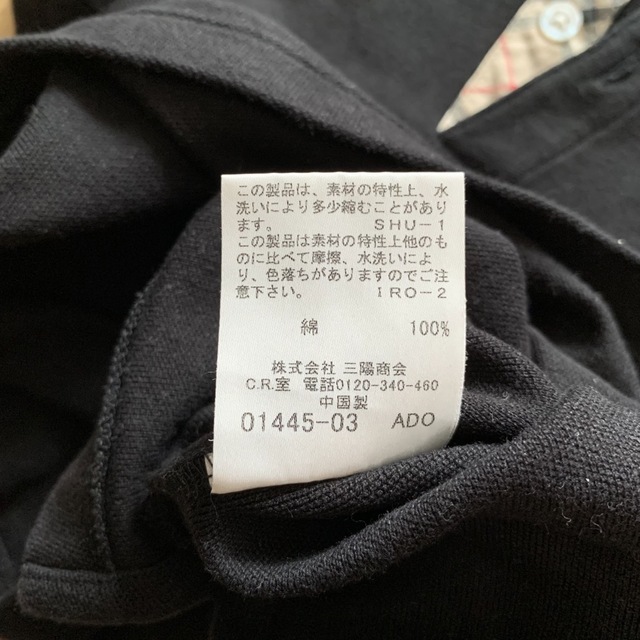 この製品は、素材の特性上、水
洗いにより多少縮むことがあり
ます。 SHU-1
この製品は素材の特性上他のも
のに比べて摩擦、水洗いによ
り、色落ちがありますのでご注
意下さい。 IRO-2
綿 100%
株式会社 三陽商会
C.R.室 電話0120-340-460
中国製
01445-03 ADO